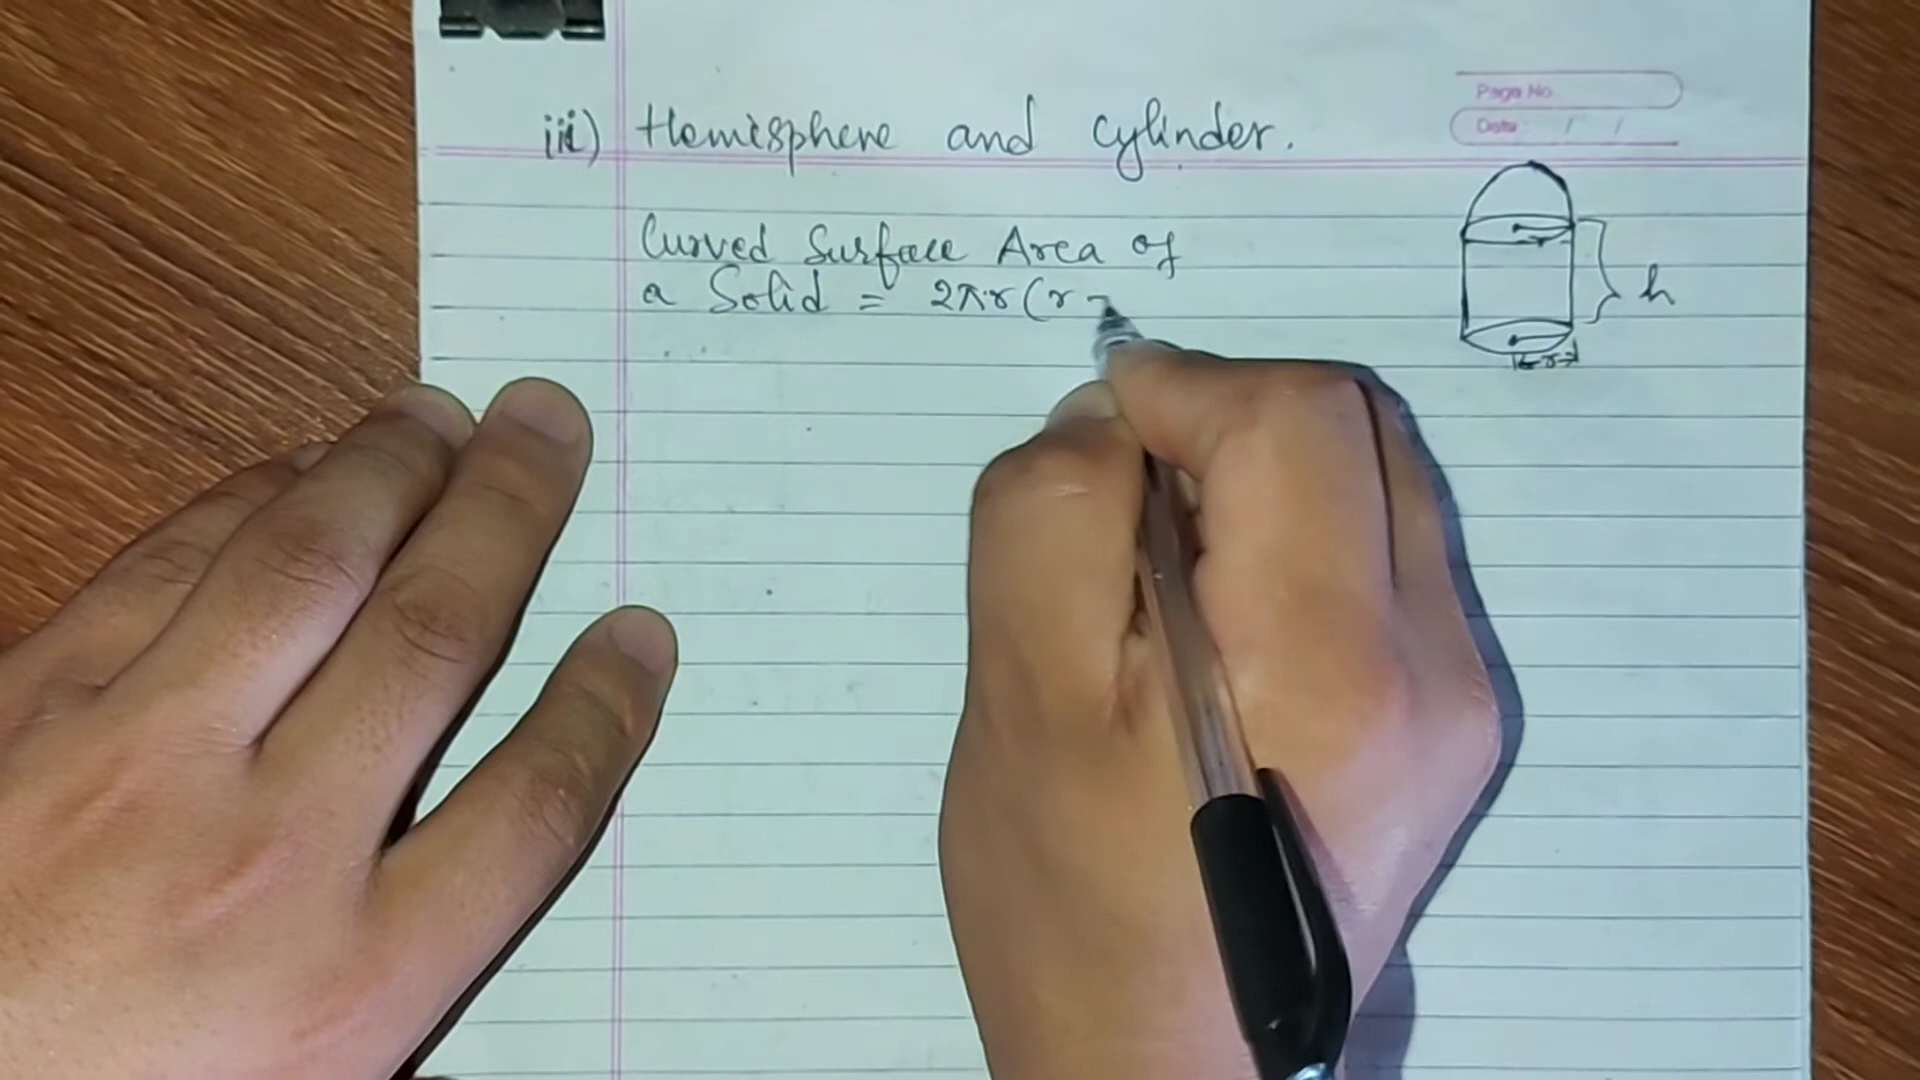 Page No.
Date: / /
iii) Hemisphere and cylinder.
Curved Surface Area of
a Solid = 2πr(r -
h
r